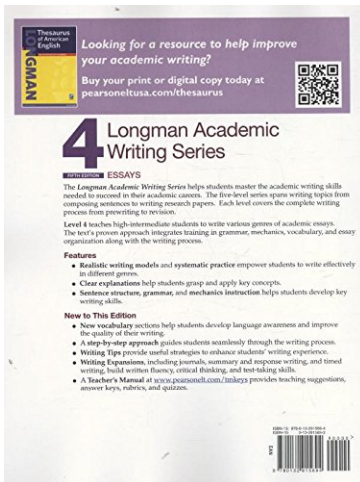 LONGMAN
Thesaurus
of American
English
Looking for a resource to help improve
your academic writing?
Buy your print or digital copy today at
pearsoneltusa.com/thesaurus
4
Longman Academic
Writing Series
FIFTH EDITION ESSAYS
The Longman Academic Writing Series helps students master the academic writing skills
needed to succeed in their academic careers. The five-level series spans writing topics from
composing sentences to writing research papers. Each level covers the complete writing
process from prewriting to revision.
Level 4 teaches high-intermediate students to write various genres of academic essays.
The text's proven approach integrates training in grammar, mechanics, vocabulary, and essay
organization along with the writing process.
Features
• Realistic writing models and systematic practice empower students to write effectively
in different genres.
• Clear explanations help students grasp and apply key concepts.
• Sentence structure, grammar, and mechanics instruction helps students develop key
writing skills.
New to This Edition
• New vocabulary sections help students develop language awareness and improve
the quality of their writing.
• A step-by-step approach guides students seamlessly through the writing process.
• Writing Tips provide useful strategies to enhance students' writing experience.
• Writing Expansions, including journals, summary and response writing, and timed
writing, build written fluency, critical thinking, and test-taking skills.
• A Teacher's Manual at www.pearsonelt.com/tmkeys provides teaching suggestions,
answer keys, rubrics, and quizzes.